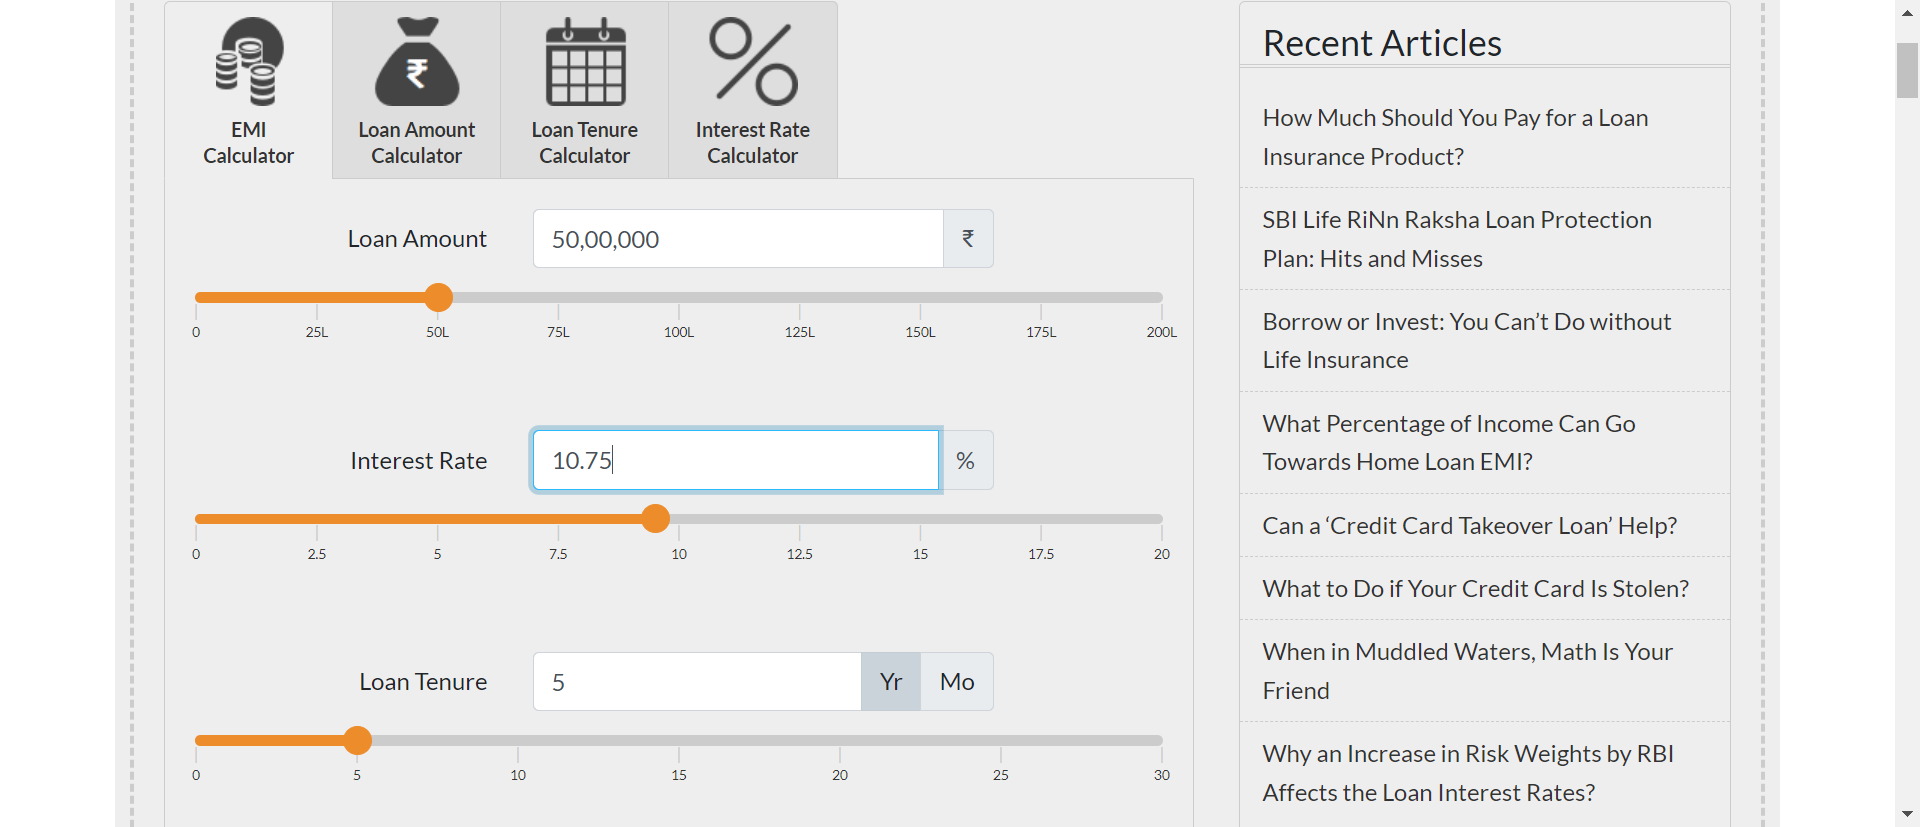 EMI
Calculator
Loan Amount
Calculator
Loan Tenure
Calculator
Interest Rate
Calculator
Loan Amount
50,00,000
₹
0 25L 50L 75L 100L 125L 150L 175L 200L
Interest Rate
10.75
%
0 2.5 5 7.5 10 12.5 15 17.5 20
Loan Tenure
5
Yr
Mo
0 5 10 15 20 25 30
Recent Articles
How Much Should You Pay for a Loan
Insurance Product?
SBI Life RiNn Raksha Loan Protection
Plan: Hits and Misses
Borrow or Invest: You Can’t Do without
Life Insurance
What Percentage of Income Can Go
Towards Home Loan EMI?
Can a ‘Credit Card Takeover Loan’ Help?
What to Do if Your Credit Card Is Stolen?
When in Muddled Waters, Math Is Your
Friend
Why an Increase in Risk Weights by RBI
Affects the Loan Interest Rates?